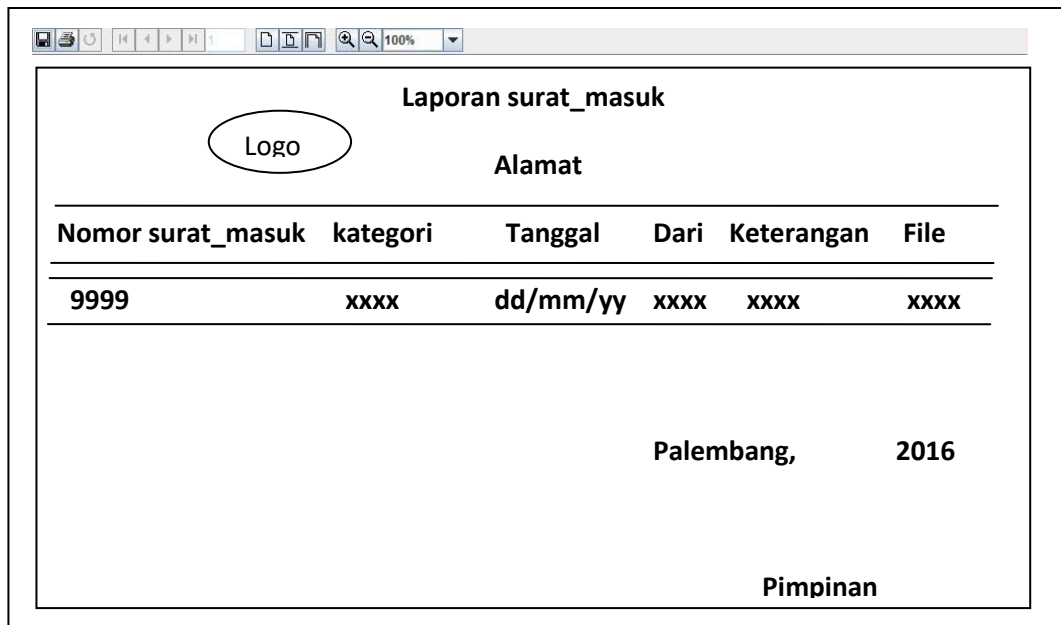 1 100%
Laporan surat_masuk
Logo
Alamat
Nomor surat_masuk kategori Tanggal Dari Keterangan File
9999 xxxx dd/mm/yy xxxx xxxx xxxx
Palembang, 2016
Pimpinan